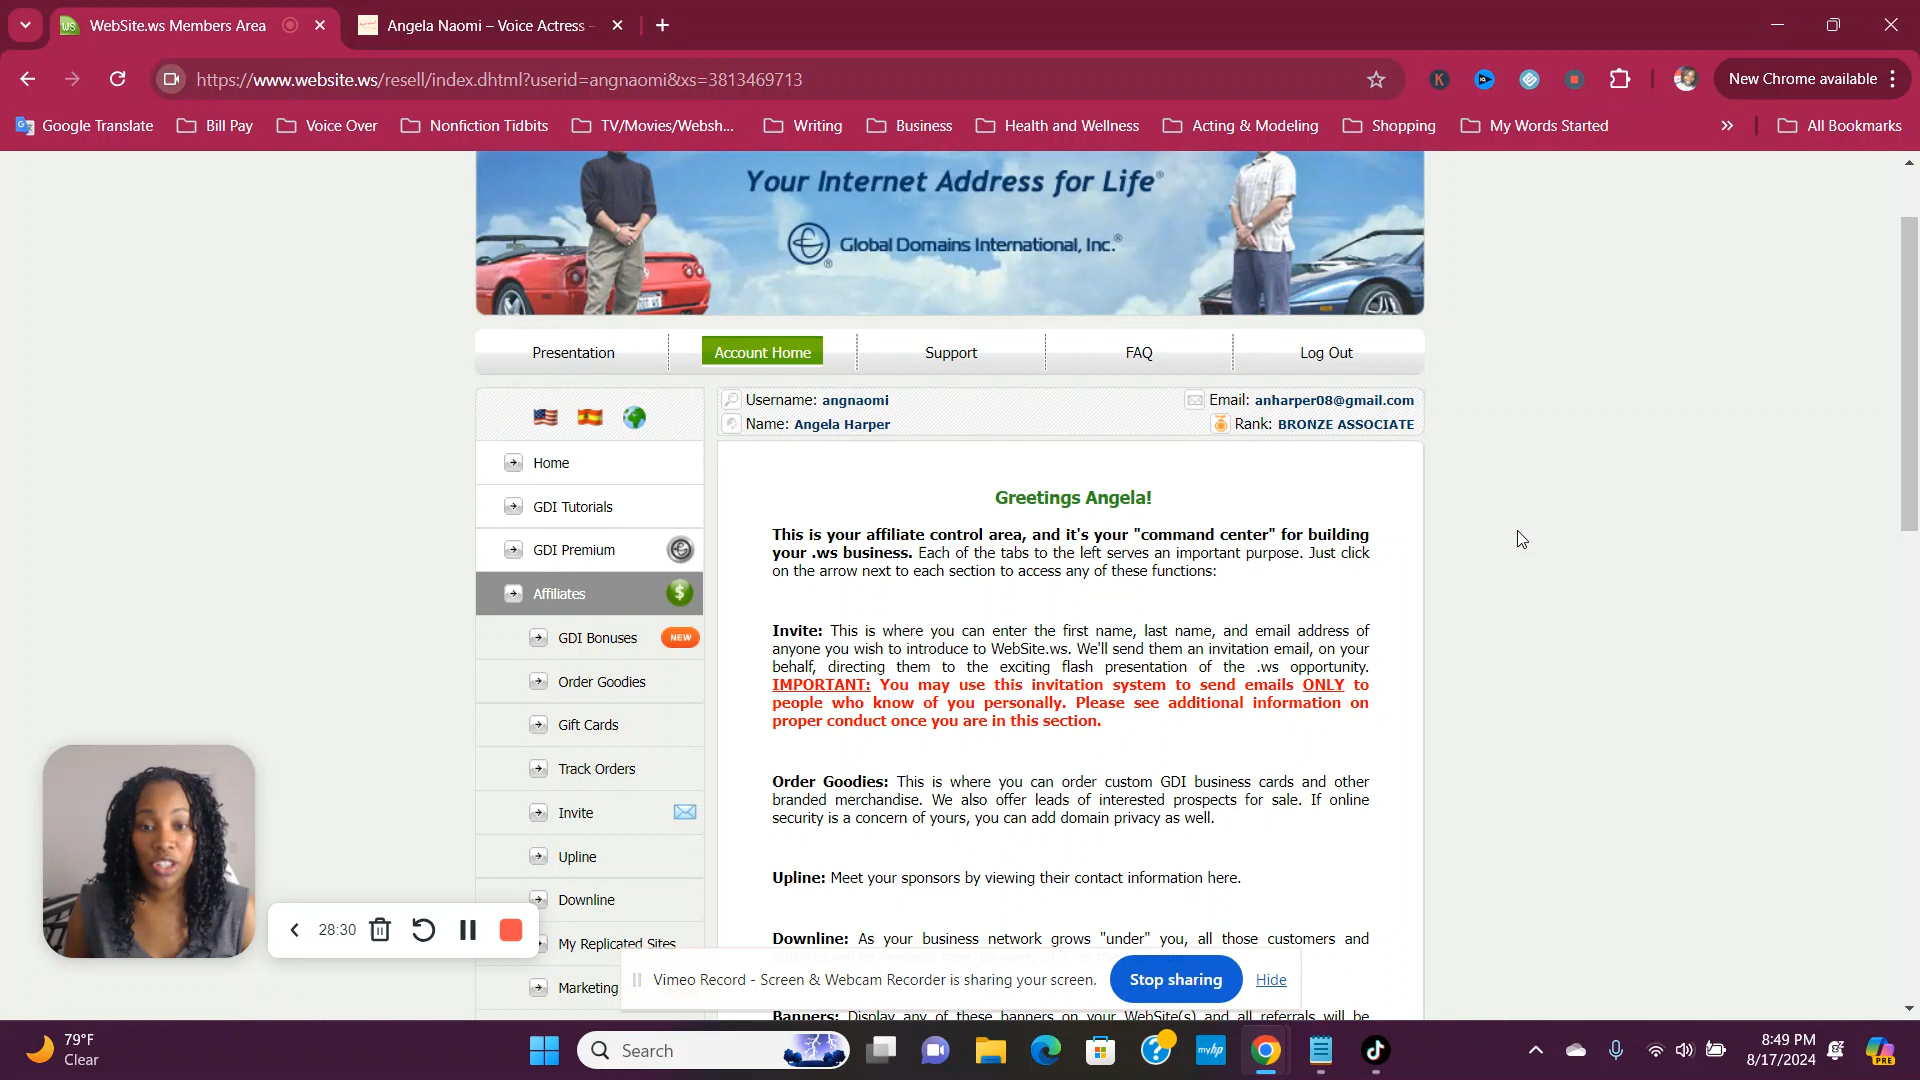 WebSite.ws Members Area
Angela Naomi – Voice Actress -
https://www.website.ws/resell/index.dhtml?userid=angnaomi&xs=3813469713
New Chrome available
Google Translate
Bill Pay
Voice Over
Nonfiction Tidbits
TV/Movies/Websh...
Writing
Business
Health and Wellness
Acting & Modeling
Shopping
My Words Started
All Bookmarks
Your Internet Address for Life®
Global Domains International, Inc.®
Presentation
Account Home
Support
FAQ
Log Out
Username: angnaomi
Email: anharper08@gmail.com
Name: Angela Harper
Rank: BRONZE ASSOCIATE
Home
GDI Tutorials
GDI Premium
Affiliates
GDI Bonuses NEW
Order Goodies
Gift Cards
Track Orders
Invite
Upline
Downline
My Replicated Sites
Marketing
Greetings Angela!
This is your affiliate control area, and it's your "command center" for building
your .ws business. Each of the tabs to the left serves an important purpose. Just click
on the arrow next to each section to access any of these functions:
Invite: This is where you can enter the first name, last name, and email address of
anyone you wish to introduce to WebSite.ws. We'll send them an invitation email, on your
behalf, directing them to the exciting flash presentation of the .ws opportunity.
IMPORTANT: You may use this invitation system to send emails ONLY to
people who know of you personally. Please see additional information on
proper conduct once you are in this section.
Order Goodies: This is where you can order custom GDI business cards and other
branded merchandise. We also offer leads of interested prospects for sale. If online
security is a concern of yours, you can add domain privacy as well.
Upline: Meet your sponsors by viewing their contact information here.
Downline: As your business network grows "under" you, all those customers and
Banners: Display any of these banners on your WebSite(s) and all referrals will be
28:30
Vimeo Record - Screen & Webcam Recorder is sharing your screen.
Stop sharing
Hide
79°F
Clear
Search
myhp
8:49 PM
8/17/2024
PRE